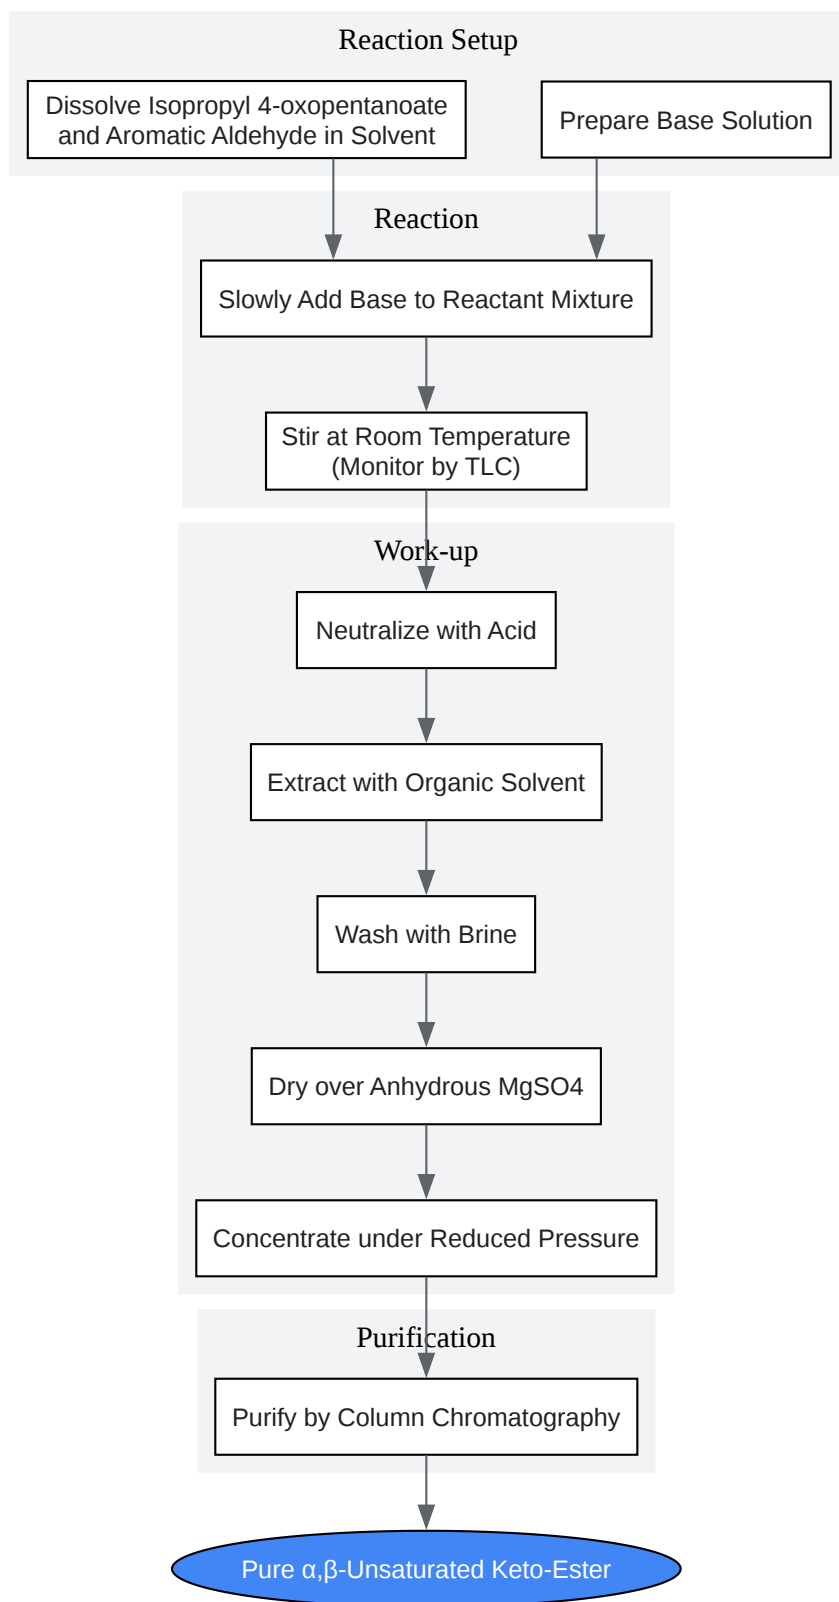 Reaction Setup
Dissolve Isopropyl 4-oxopentanoate
and Aromatic Aldehyde in Solvent
Prepare Base Solution
Reaction
Slowly Add Base to Reactant Mixture
Stir at Room Temperature
(Monitor by TLC)
Work-up
Neutralize with Acid
Extract with Organic Solvent
Wash with Brine
Dry over Anhydrous MgSO4
Concentrate under Reduced Pressure
Purification
Purify by Column Chromatography
Pure α,β-Unsaturated Keto-Ester